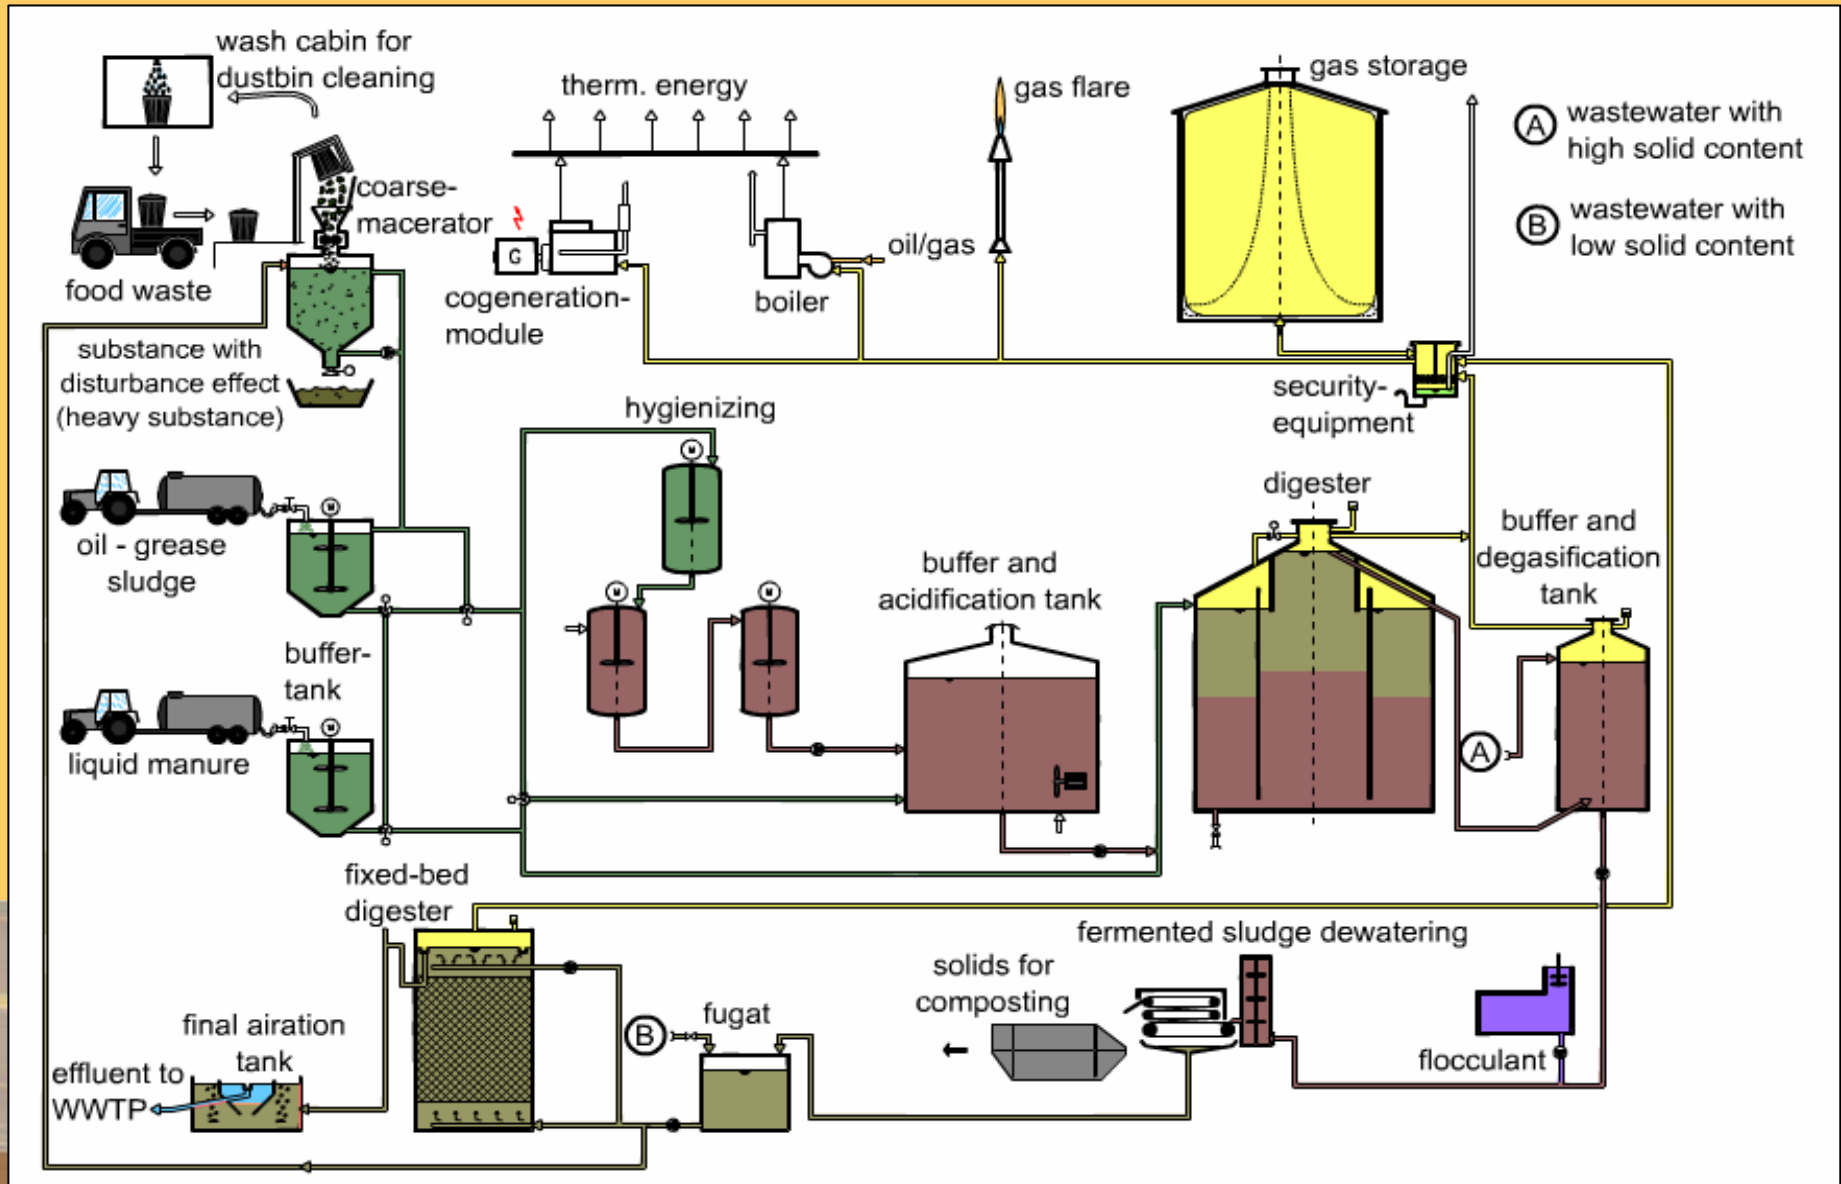 wash cabin for
dustbin cleaning
therm. energy
gas flare
gas storage
A
wastewater with
high solid content
B
wastewater with
low solid content
coarse-
macerator
food waste
G
cogeneration-
module
oil/gas
boiler
substance with
disturbance effect
(heavy substance)
security-
equipment
hygienizing
M
M
M
M
M
oil - grease
sludge
digester
buffer and
degasification
tank
buffer and
acidification tank
buffer-
tank
liquid manure
A
fixed-bed
digester
fermented sludge dewatering
solids for
composting
fugat
B
final airation
tank
flocculant
effluent to
WWTP